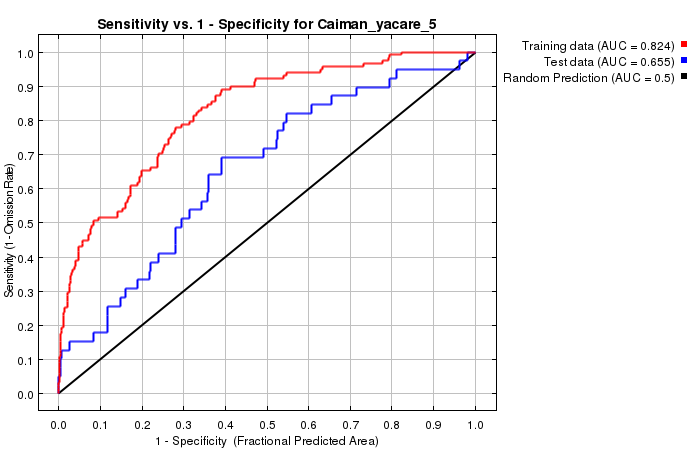 Sensitivity vs. 1 - Specificity for Caiman_yacare_5
Training data (AUC = 0.824)
Test data (AUC = 0.655)
Random Prediction (AUC = 0.5)
Sensitivity (1 - Omission Rate)
1.0
0.9
0.8
0.7
0.6
0.5
0.4
0.3
0.2
0.1
0.0
0.0 0.1 0.2 0.3 0.4 0.5 0.6 0.7 0.8 0.9 1.0
1 - Specificity (Fractional Predicted Area)